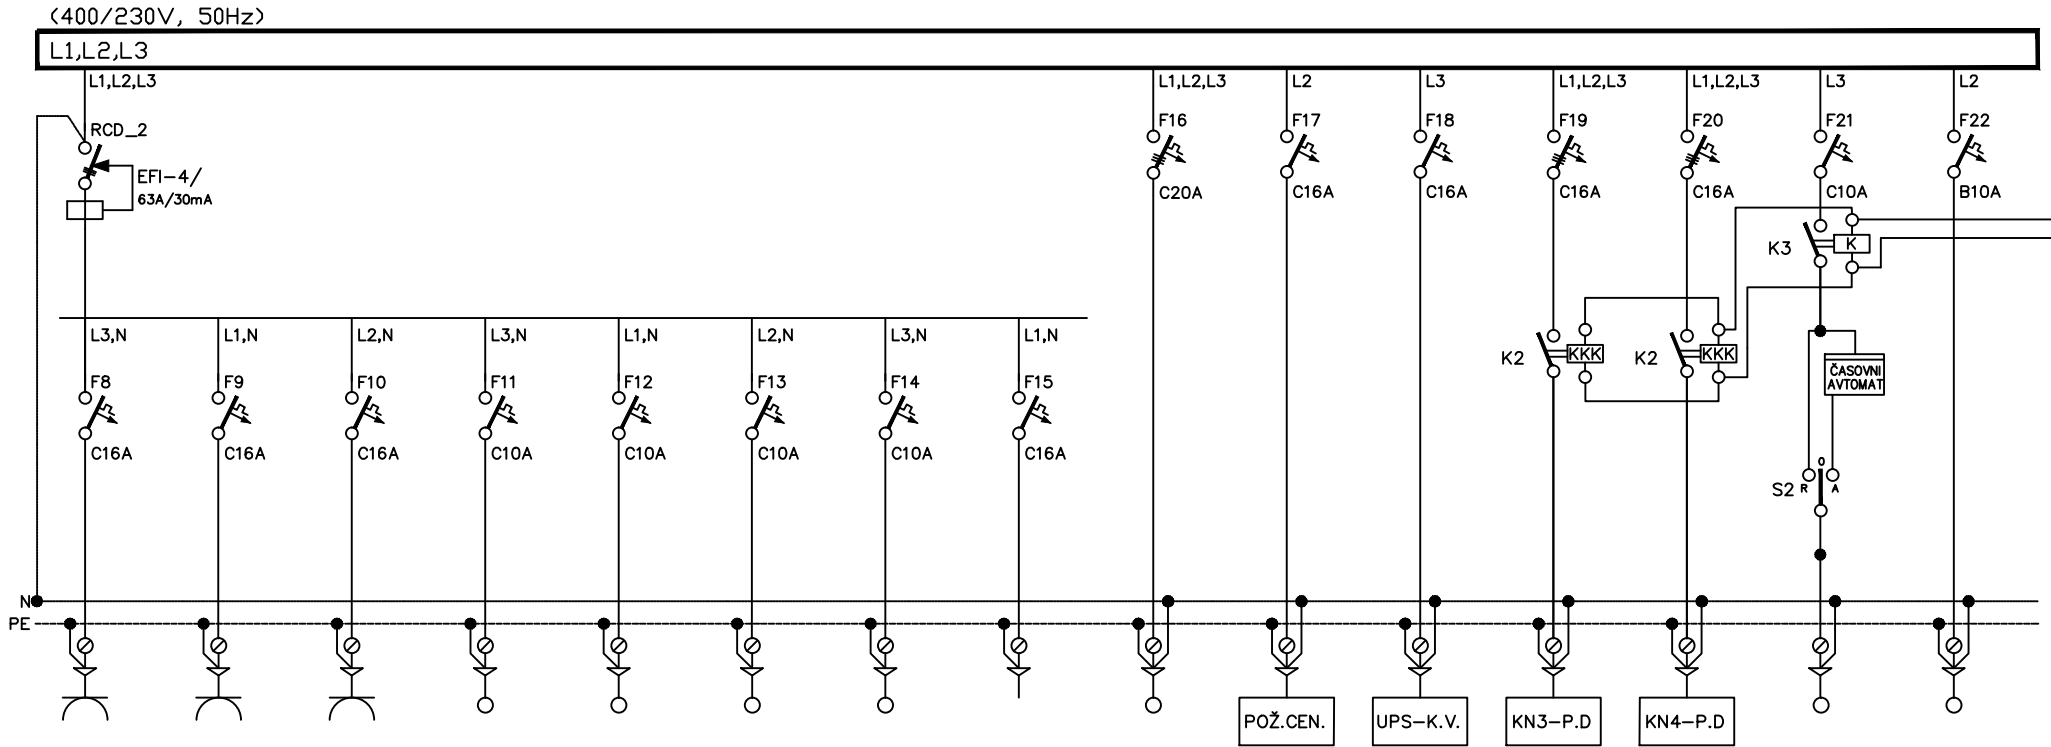 (400/230V, 50Hz)
L1,L2,L3
L1,L2,L3
L1,L2,L3 L2 L3 L1,L2,L3 L1,L2,L3 L3 L2
RCD_2
F16 F17 F18 F19 F20 F21 F22
EFI-4/
63A/30mA
C20A C16A C16A C16A C16A C10A B10A
K3 K
L3,N L1,N L2,N L3,N L1,N L2,N L3,N L1,N
K2 KKK K2 KKK
ČASOVNI
AVTOMAT
F8 F9 F10 F11 F12 F13 F14 F15
C16A C16A C16A C10A C10A C10A C10A C16A
0
S2 R A
N
PE
POŽ.CEN. UPS-K.V. KN3-P.D KN4-P.D